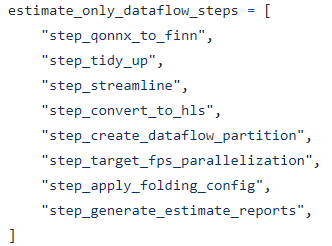 estimate_only_dataflow_steps = [
    "step_qonnx_to_finn",
    "step_tidy_up",
    "step_streamline",
    "step_convert_to_hls",
    "step_create_dataflow_partition",
    "step_target_fps_parallelization",
    "step_apply_folding_config",
    "step_generate_estimate_reports",
]